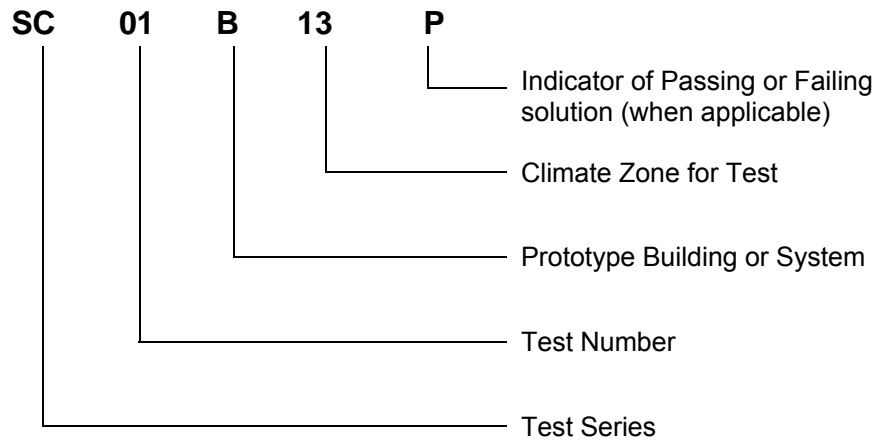 SC 01 B 13 P
Indicator of Passing or Failing
solution (when applicable)
Climate Zone for Test
Prototype Building or System
Test Number
Test Series